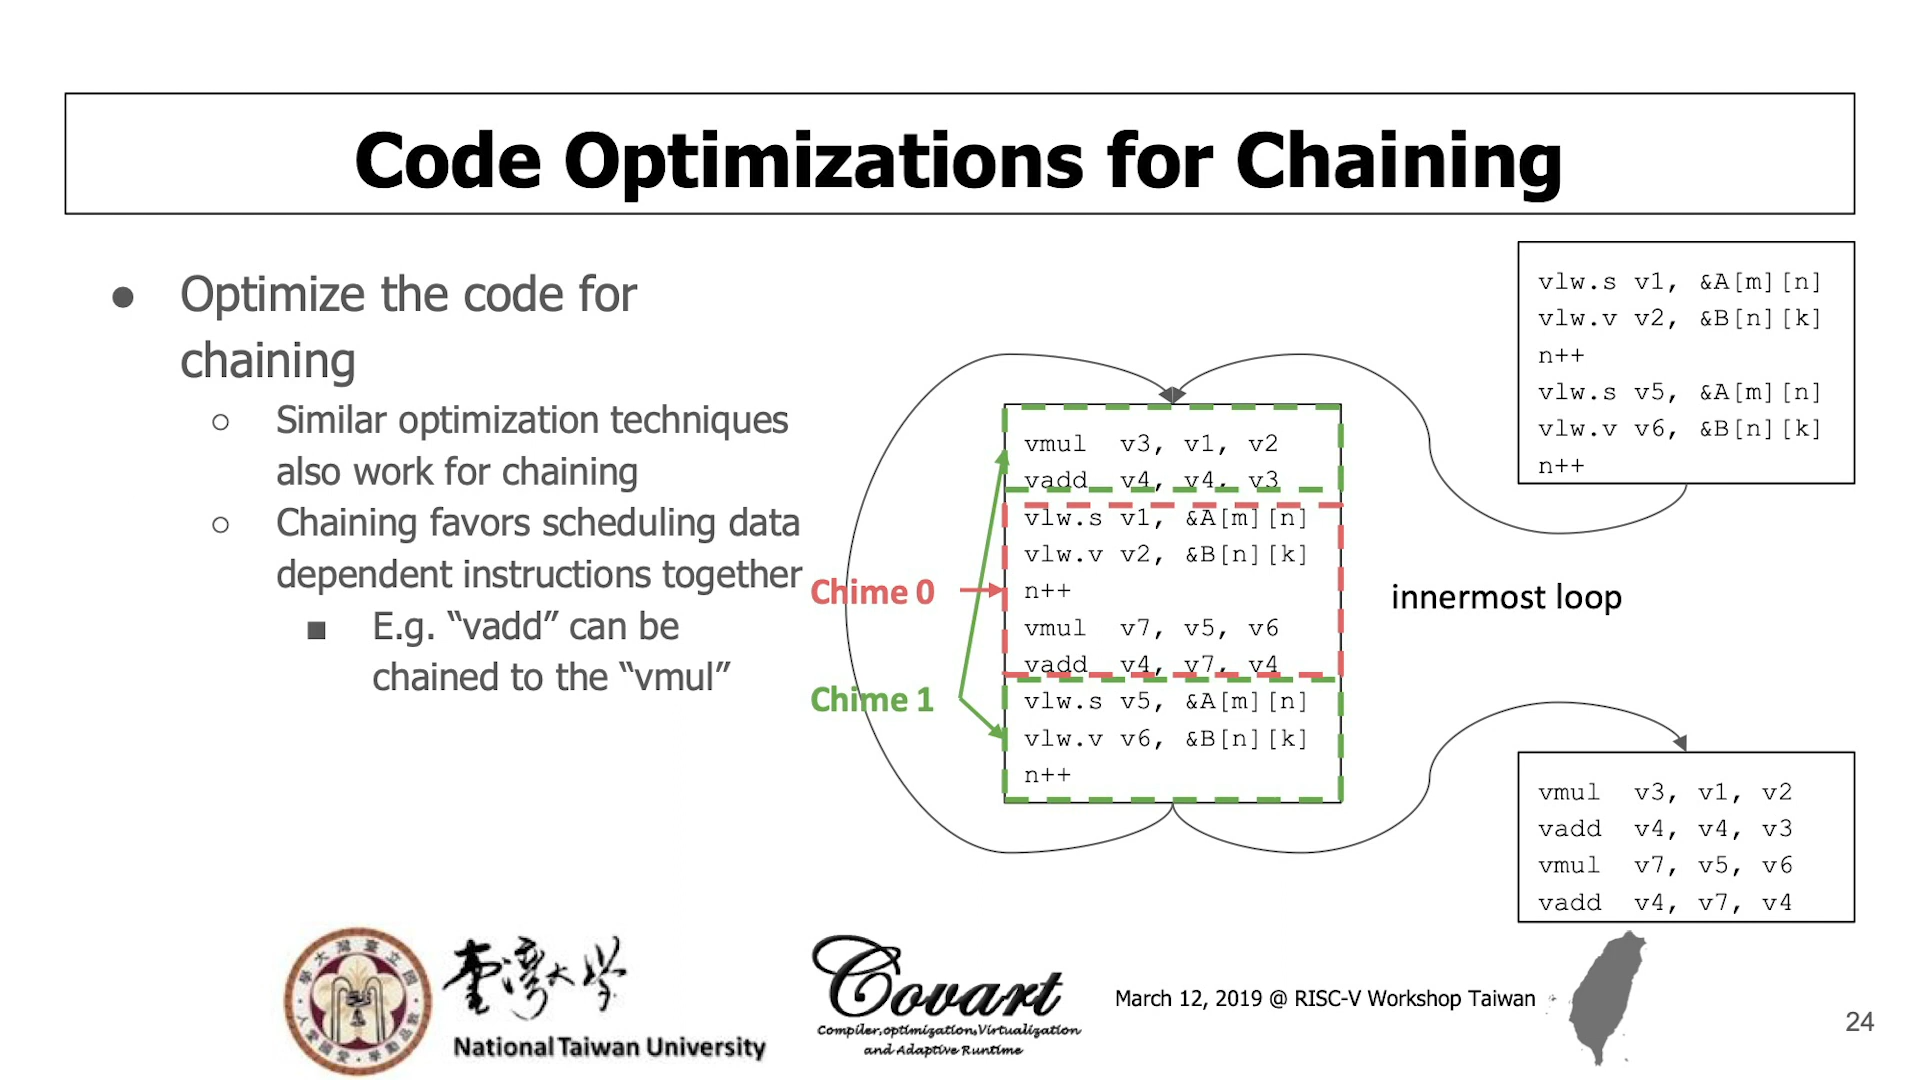 Code Optimizations for Chaining
● Optimize the code for
chaining
○ Similar optimization techniques
also work for chaining
○ Chaining favors scheduling data
dependent instructions together
■ E.g. “vadd” can be
chained to the “vmul”
Chime 0
Chime 1
vmul v3, v1, v2
vadd v4, v4, v3
vlw.s v1, &A[m][n]
vlw.v v2, &B[n][k]
n++
vmul v7, v5, v6
vadd v4, v7, v4
vlw.s v5, &A[m][n]
vlw.v v6, &B[n][k]
n++
innermost loop
vlw.s v1, &A[m][n]
vlw.v v2, &B[n][k]
n++
vlw.s v5, &A[m][n]
vlw.v v6, &B[n][k]
n++
vmul v3, v1, v2
vadd v4, v4, v3
vmul v7, v5, v6
vadd v4, v7, v4
臺灣大學
National Taiwan University
Covart
Compiler,optimization,Virtualization
and Adaptive Runtime
March 12, 2019 @ RISC-V Workshop Taiwan
24